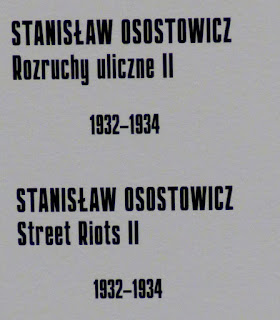 STANISŁAW OSOSTOWICZ
Rozruchy uliczne II
1932–1934
STANISŁAW OSOSTOWICZ
Street Riots II
1932–1934